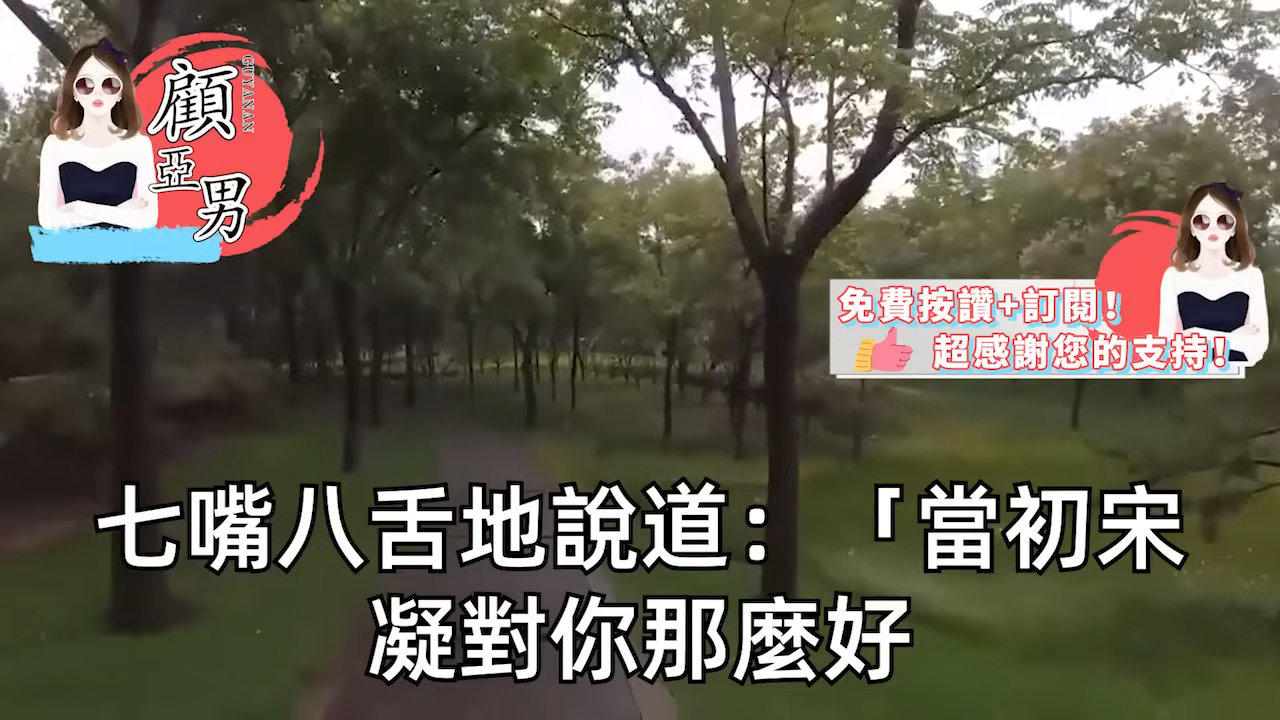 顧亞男
GUYANAN
免費按讚+訂閱!
超感謝您的支持!
七嘴八舌地說道：「當初宋
凝對你那麼好